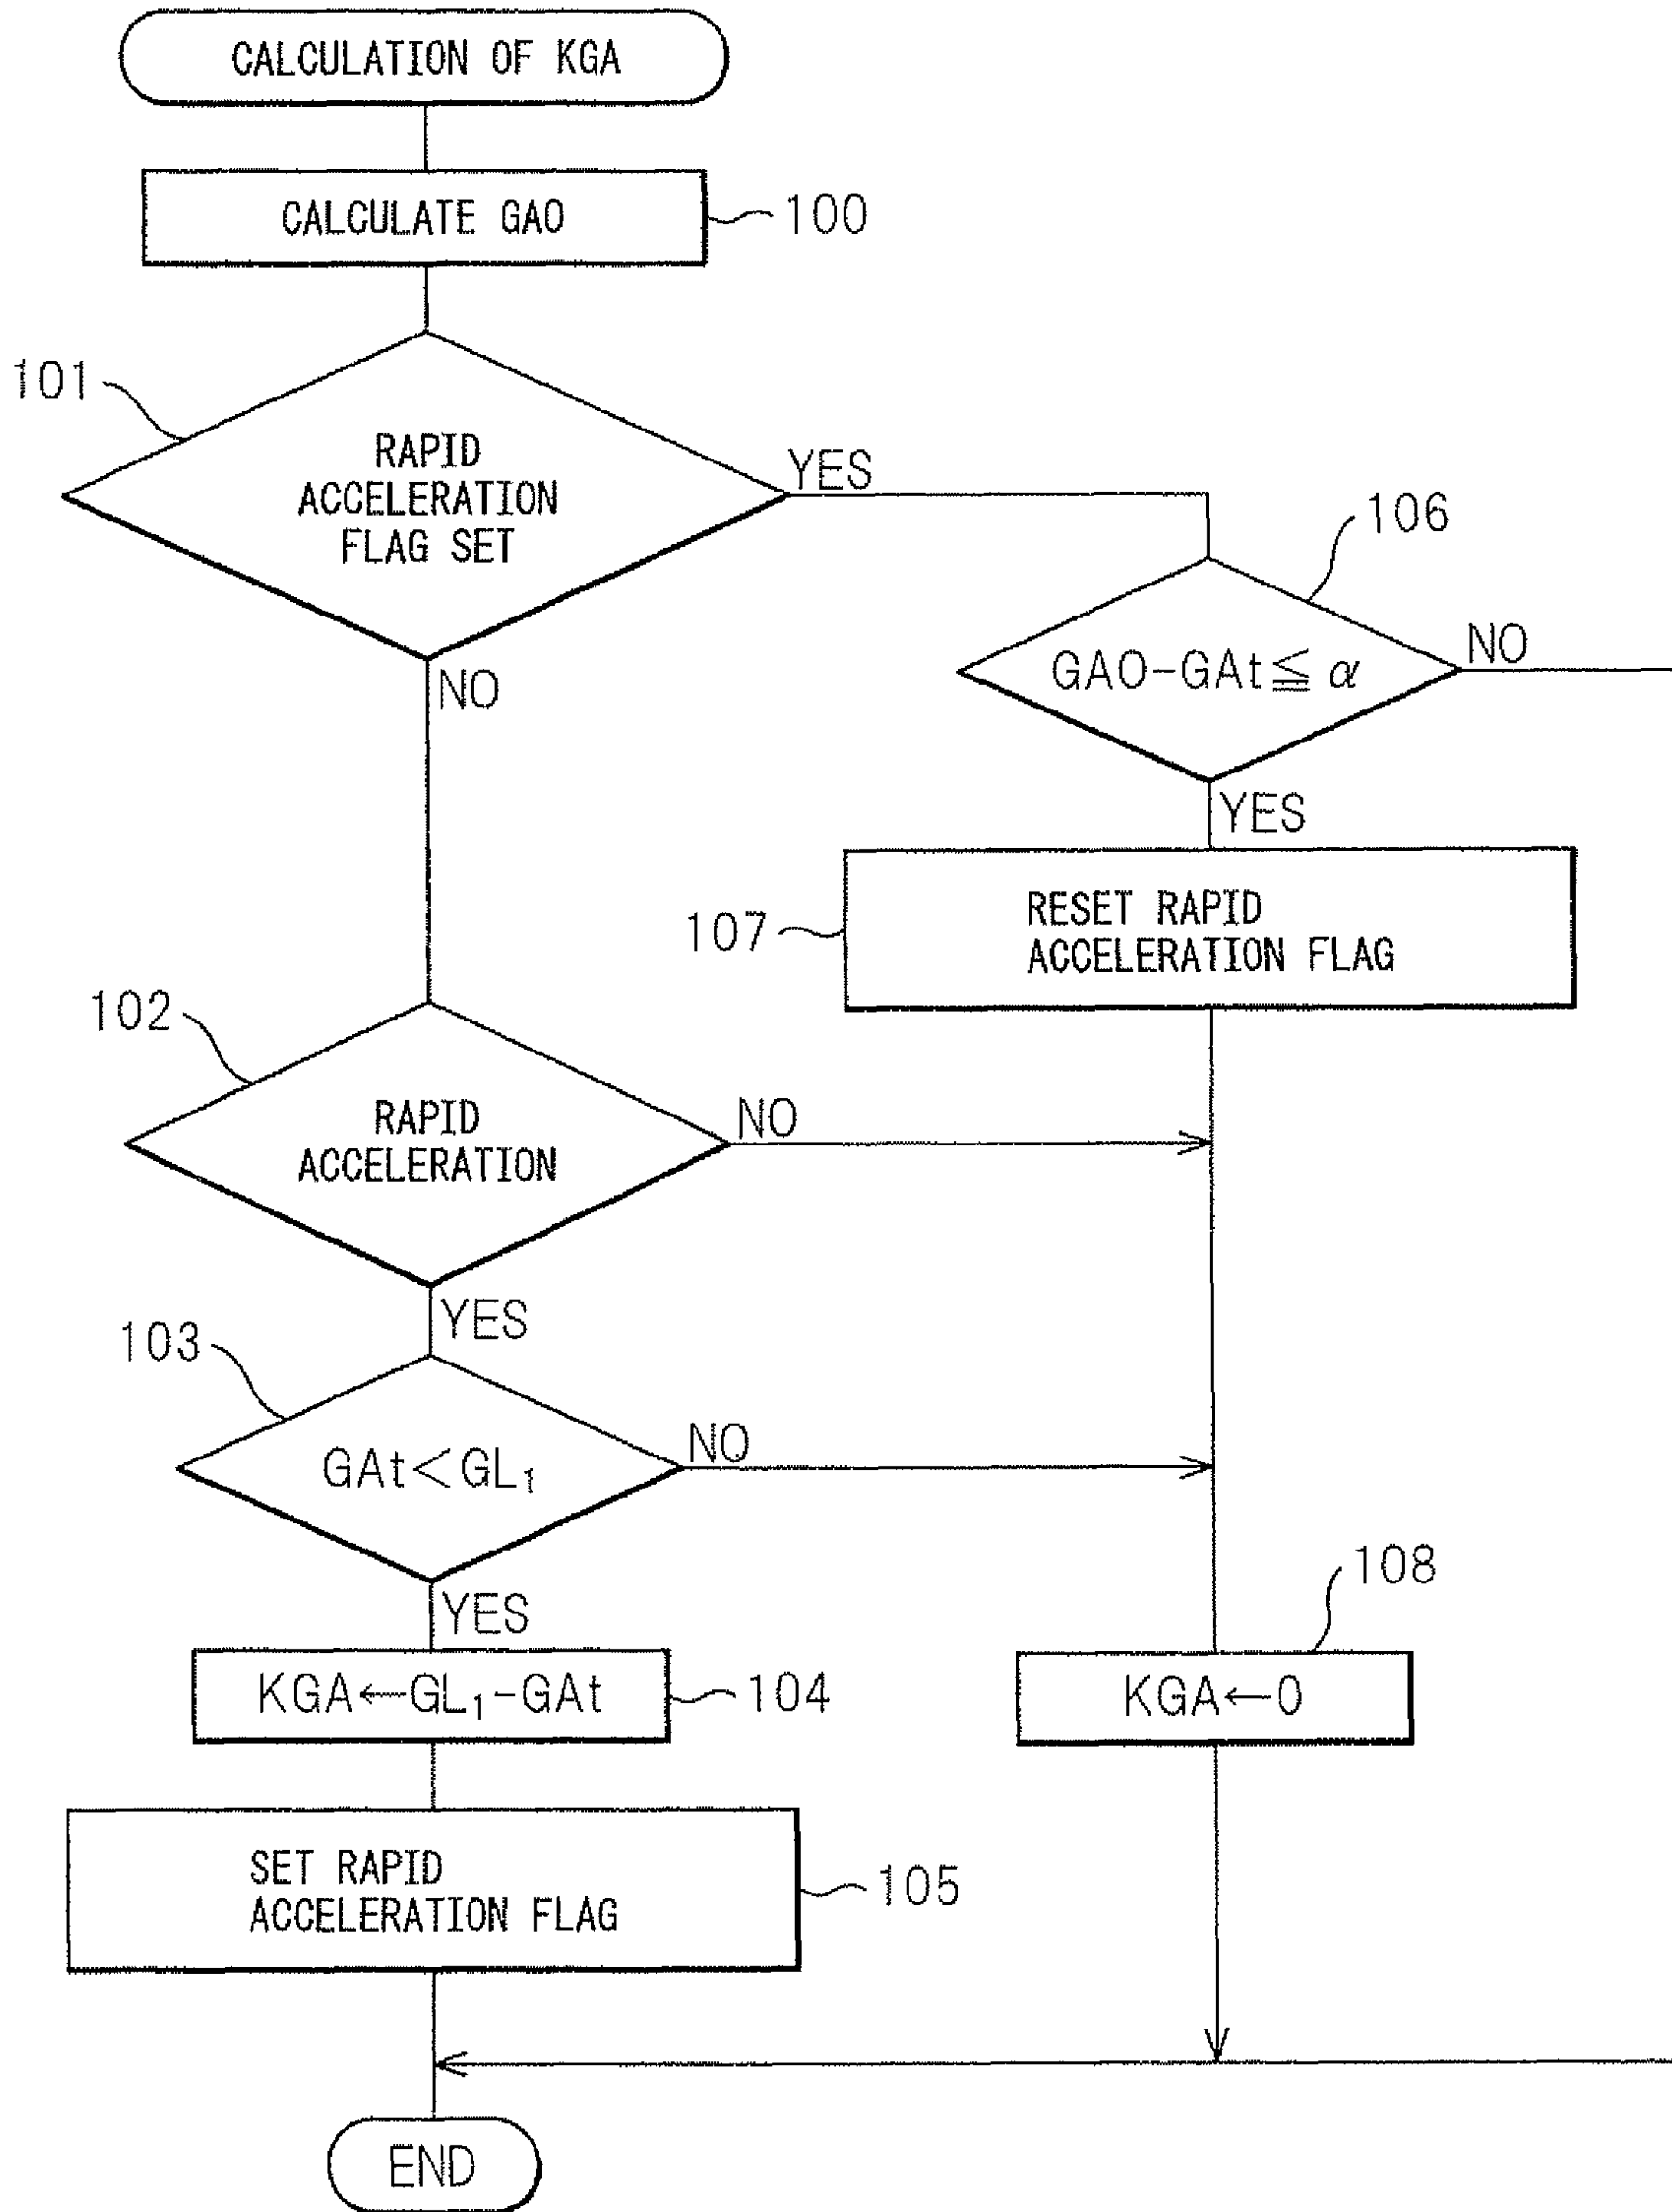 CALCULATION OF KGA
CALCULATE GAO
100
101
RAPID
ACCELERATION
FLAG SET
YES
NO
106
GAO-GAt≦α
NO
YES
107
RESET RAPID
ACCELERATION FLAG
102
RAPID
ACCELERATION
NO
YES
103
GAt<GL₁
NO
YES
KGA←GL₁-GAt
104
108
KGA←0
SET RAPID
ACCELERATION FLAG
105
END